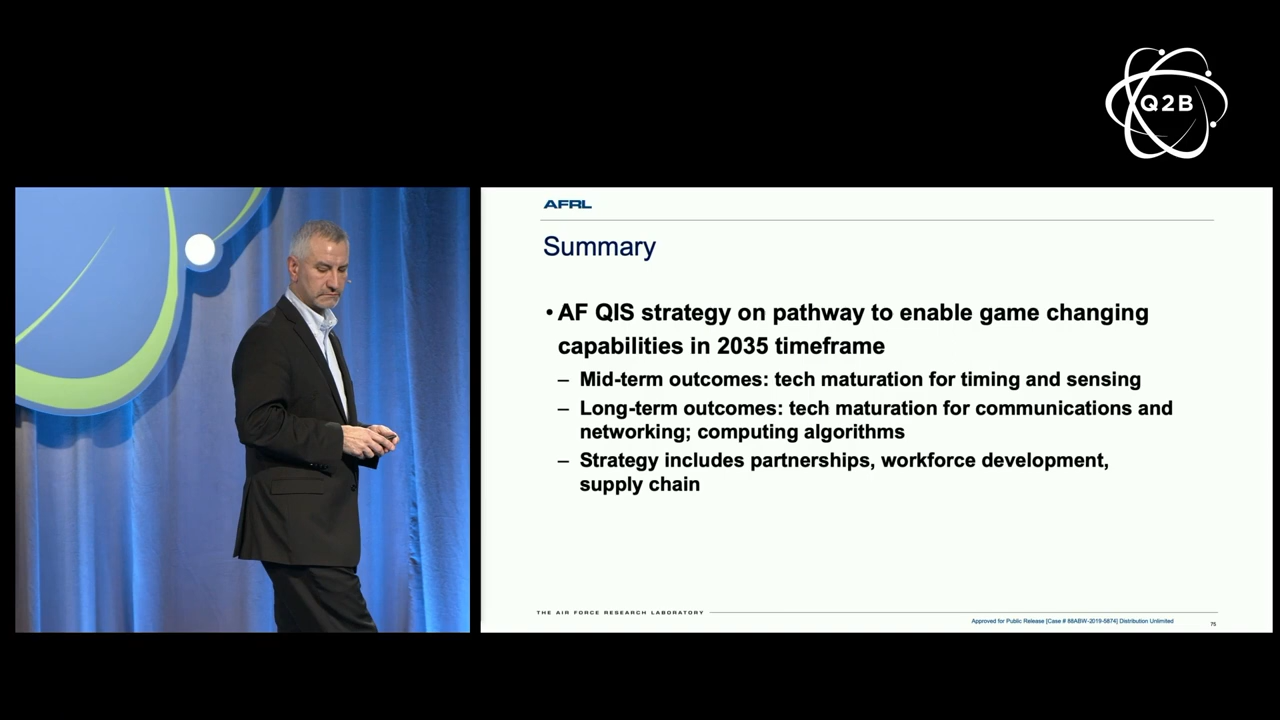 Q2B
AFRL
Summary
• AF QIS strategy on pathway to enable game changing
capabilities in 2035 timeframe
– Mid-term outcomes: tech maturation for timing and sensing
– Long-term outcomes: tech maturation for communications and
networking; computing algorithms
– Strategy includes partnerships, workforce development,
supply chain
THE AIR FORCE RESEARCH LABORATORY
Approved for Public Release [Case # 88ABW-2019-5874] Distribution Unlimited
75